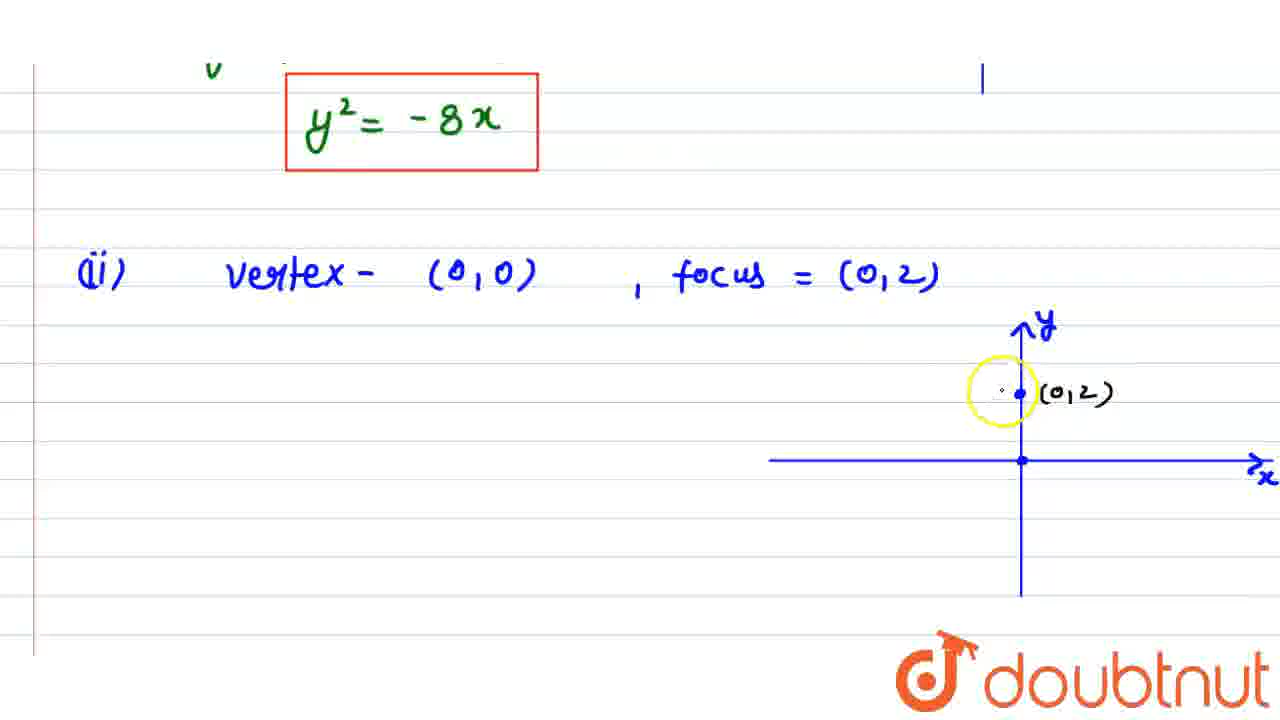 y² = -8x
(ii) vertex - (0,0) , focus = (0,2)
y
(0,2)
x
doubtnut